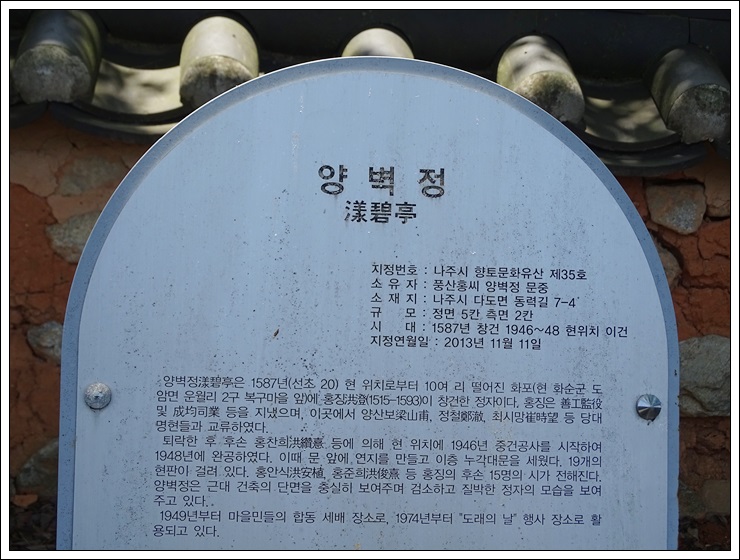 양벽정
漾碧亭
지정번호 : 나주시 향토문화유산 제35호
소 유 자 : 풍산홍씨 양벽정 문중
소 재 지 : 나주시 다도면 동력길 7-4
규 모 : 정면 5칸 측면 2칸
시 대 : 1587년 창건 1946~48 현위치 이건
지정연월일 : 2013년 11월 11일
양벽정漾碧亭은 1587년(선조 20) 현 위치로부터 10여 리 떨어진 화포(현 화순군 도
암면 운월리 2구 복구마을 앞)에 홍징洪澄(1515-1593)이 창건한 정자이다. 홍징은 善工監役
및 成均司業 등을 지냈으며, 이곳에서 양산보梁山甫, 정철鄭澈, 최시망崔時望 등 당대
명현들과 교류하였다.
퇴락한 후 후손 홍찬희洪纘憙 등에 의해 현 위치에 1946년 중건공사를 시작하여
1948년에 완공하였다. 이때 문 앞에 연지를 만들고 이층 누각대문을 세웠다. 19개의
현판이 걸려 있다. 홍안식洪安植, 홍준희洪俊憙 등 홍징의 후손 15명의 시가 전해진다.
양벽정은 근대 건축의 단면을 충실히 보여주며 검소하고 질박한 정자의 모습을 보여
주고 있다.
1949년부터 마을민들의 합동 세배 장소로, 1974년부터 "도래의 날" 행사 장소로 활
용되고 있다.